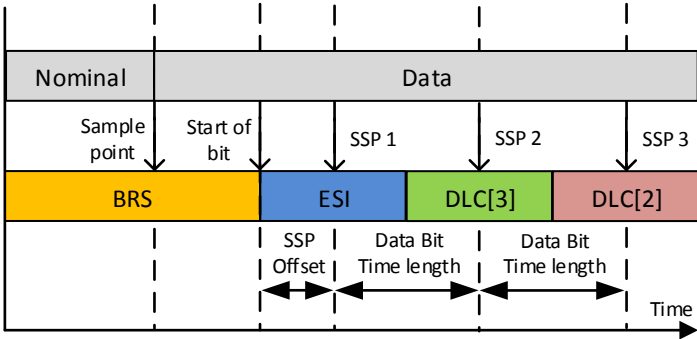 Nominal
Data
Sample
point
Start of
bit
SSP 1
SSP 2
SSP 3
BRS
ESI
DLC[3]
DLC[2]
SSP
Offset
Data Bit
Time length
Data Bit
Time length
Time